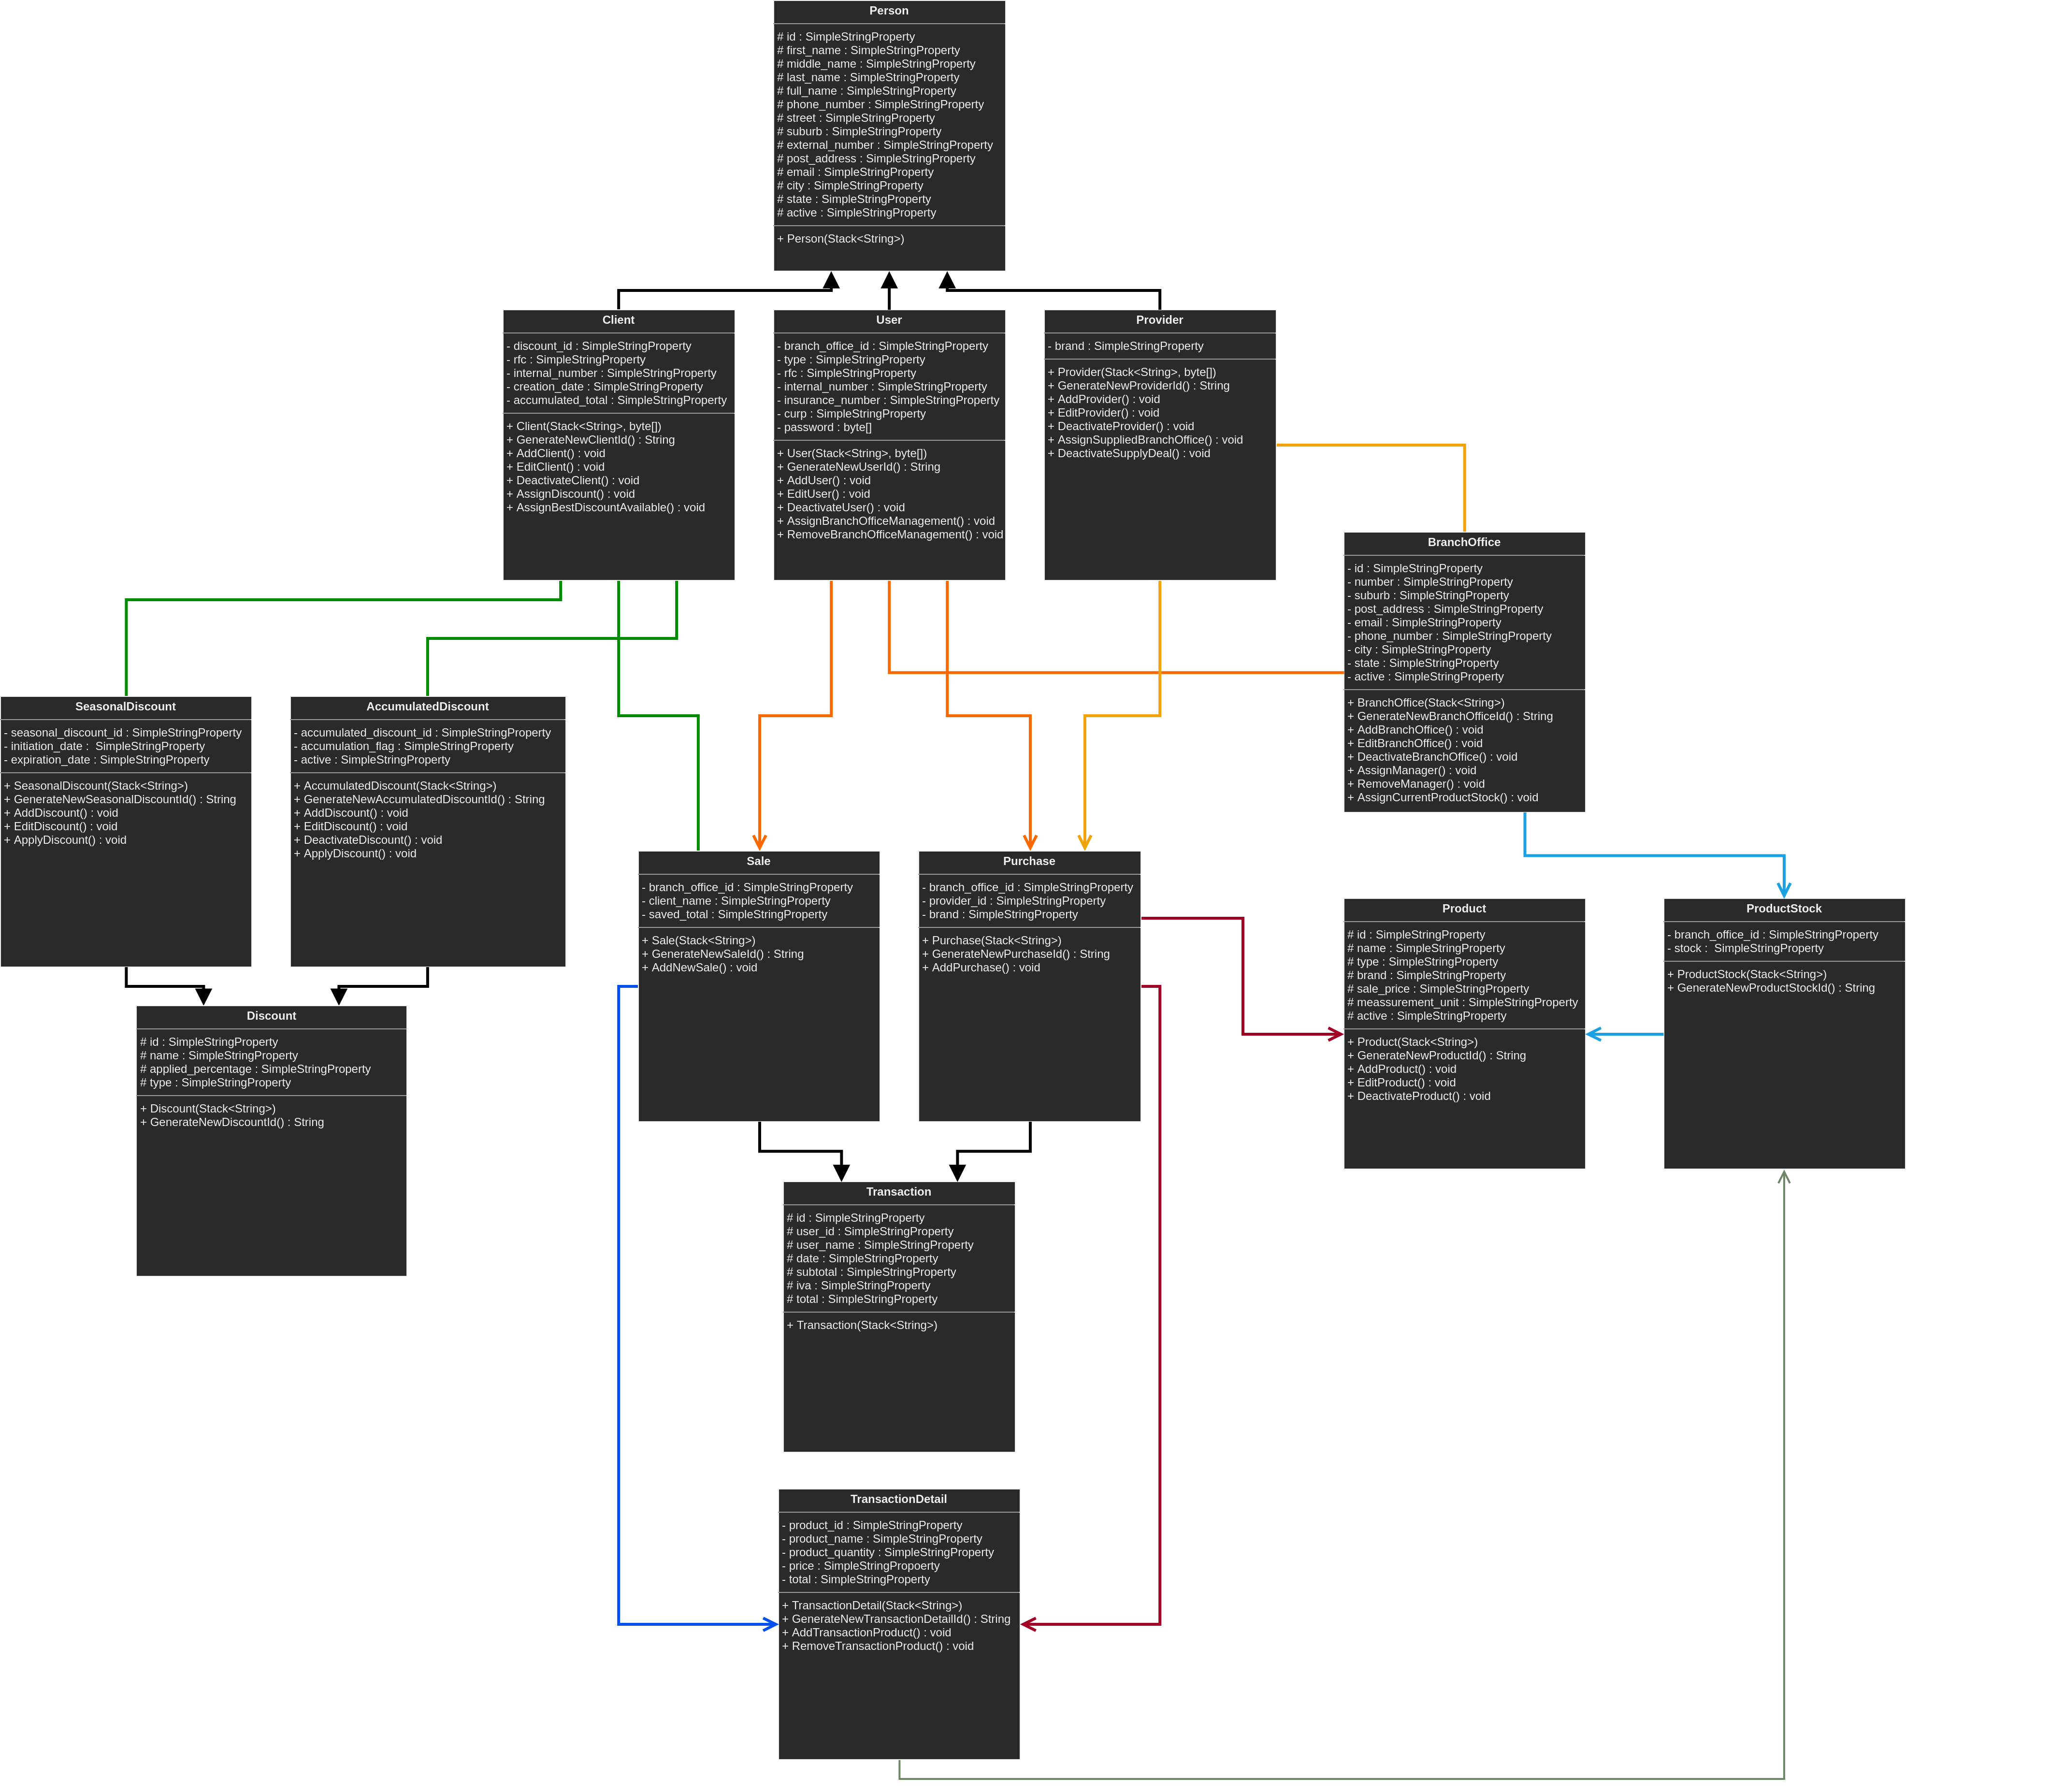 Person
# id : SimpleStringProperty
# first_name : SimpleStringProperty
# middle_name : SimpleStringProperty
# last_name : SimpleStringProperty
# full_name : SimpleStringProperty
# phone_number : SimpleStringProperty
# street : SimpleStringProperty
# suburb : SimpleStringProperty
# external_number : SimpleStringProperty
# post_address : SimpleStringProperty
# email : SimpleStringProperty
# city : SimpleStringProperty
# state : SimpleStringProperty
# active : SimpleStringProperty
+ Person(Stack<String>)
Client
- discount_id : SimpleStringProperty
- rfc : SimpleStringProperty
- internal_number : SimpleStringProperty
- creation_date : SimpleStringProperty
- accumulated_total : SimpleStringProperty
+ Client(Stack<String>, byte[])
+ GenerateNewClientId() : String
+ AddClient() : void
+ EditClient() : void
+ DeactivateClient() : void
+ AssignDiscount() : void
+ AssignBestDiscountAvailable() : void
User
- branch_office_id : SimpleStringProperty
- type : SimpleStringProperty
- rfc : SimpleStringProperty
- internal_number : SimpleStringProperty
- insurance_number : SimpleStringProperty
- curp : SimpleStringProperty
- password : byte[]
+ User(Stack<String>, byte[])
+ GenerateNewUserId() : String
+ AddUser() : void
+ EditUser() : void
+ DeactivateUser() : void
+ AssignBranchOfficeManagement() : void
+ RemoveBranchOfficeManagement() : void
Provider
- brand : SimpleStringProperty
+ Provider(Stack<String>, byte[])
+ GenerateNewProviderId() : String
+ AddProvider() : void
+ EditProvider() : void
+ DeactivateProvider() : void
+ AssignSuppliedBranchOffice() : void
+ DeactivateSupplyDeal() : void
BranchOffice
- id : SimpleStringProperty
- number : SimpleStringProperty
- suburb : SimpleStringProperty
- post_address : SimpleStringProperty
- email : SimpleStringProperty
- phone_number : SimpleStringProperty
- city : SimpleStringProperty
- state : SimpleStringProperty
- active : SimpleStringProperty
+ BranchOffice(Stack<String>)
+ GenerateNewBranchOfficeId() : String
+ AddBranchOffice() : void
+ EditBranchOffice() : void
+ DeactivateBranchOffice() : void
+ AssignManager() : void
+ RemoveManager() : void
+ AssignCurrentProductStock() : void
SeasonalDiscount
- seasonal_discount_id : SimpleStringProperty
- initiation_date :  SimpleStringProperty
- expiration_date : SimpleStringProperty
+ SeasonalDiscount(Stack<String>)
+ GenerateNewSeasonalDiscountId() : String
+ AddDiscount() : void
+ EditDiscount() : void
+ ApplyDiscount() : void
AccumulatedDiscount
- accumulated_discount_id : SimpleStringProperty
- accumulation_flag : SimpleStringProperty
- active : SimpleStringProperty
+ AccumulatedDiscount(Stack<String>)
+ GenerateNewAccumulatedDiscountId() : String
+ AddDiscount() : void
+ EditDiscount() : void
+ DeactivateDiscount() : void
+ ApplyDiscount() : void
Sale
- branch_office_id : SimpleStringProperty
- client_name : SimpleStringProperty
- saved_total : SimpleStringProperty
+ Sale(Stack<String>)
+ GenerateNewSaleId() : String
+ AddNewSale() : void
Purchase
- branch_office_id : SimpleStringProperty
- provider_id : SimpleStringProperty
- brand : SimpleStringProperty
+ Purchase(Stack<String>)
+ GenerateNewPurchaseId() : String
+ AddPurchase() : void
Product
# id : SimpleStringProperty
# name : SimpleStringProperty
# type : SimpleStringProperty
# brand : SimpleStringProperty
# sale_price : SimpleStringProperty
# meassurement_unit : SimpleStringProperty
# active : SimpleStringProperty
+ Product(Stack<String>)
+ GenerateNewProductId() : String
+ AddProduct() : void
+ EditProduct() : void
+ DeactivateProduct() : void
ProductStock
- branch_office_id : SimpleStringProperty
- stock :  SimpleStringProperty
+ ProductStock(Stack<String>)
+ GenerateNewProductStockId() : String
Discount
# id : SimpleStringProperty
# name : SimpleStringProperty
# applied_percentage : SimpleStringProperty
# type : SimpleStringProperty
+ Discount(Stack<String>)
+ GenerateNewDiscountId() : String
Transaction
# id : SimpleStringProperty
# user_id : SimpleStringProperty
# user_name : SimpleStringProperty
# date : SimpleStringProperty
# subtotal : SimpleStringProperty
# iva : SimpleStringProperty
# total : SimpleStringProperty
+ Transaction(Stack<String>)
TransactionDetail
- product_id : SimpleStringProperty
- product_name : SimpleStringProperty
- product_quantity : SimpleStringProperty
- price : SimpleStringPropoerty
- total : SimpleStringProperty
+ TransactionDetail(Stack<String>)
+ GenerateNewTransactionDetailId() : String
+ AddTransactionProduct() : void
+ RemoveTransactionProduct() : void